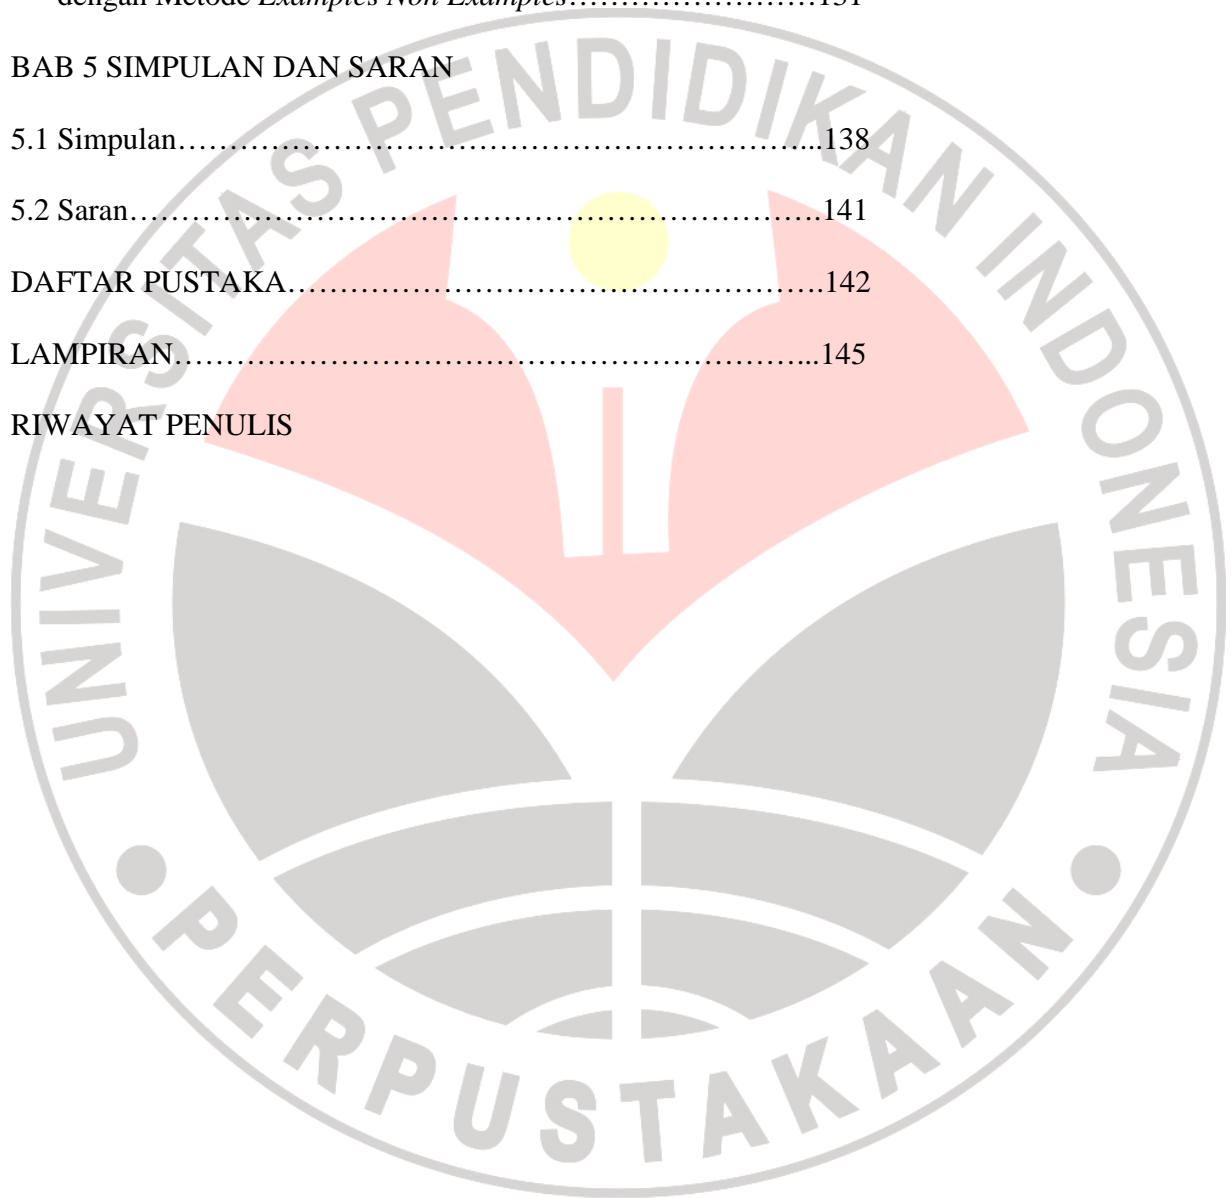 dengan Metode Examples Non Examples……………………131
BAB 5 SIMPULAN DAN SARAN
5.1 Simpulan……………………………………………………...138
5.2 Saran………………………………………………………….141
DAFTAR PUSTAKA…………………………………………….142
LAMPIRAN……………………………………………………...145
RIWAYAT PENULIS
UNIVERSITAS PENDIDIKAN INDONESIA
PERPUSTAKAAN